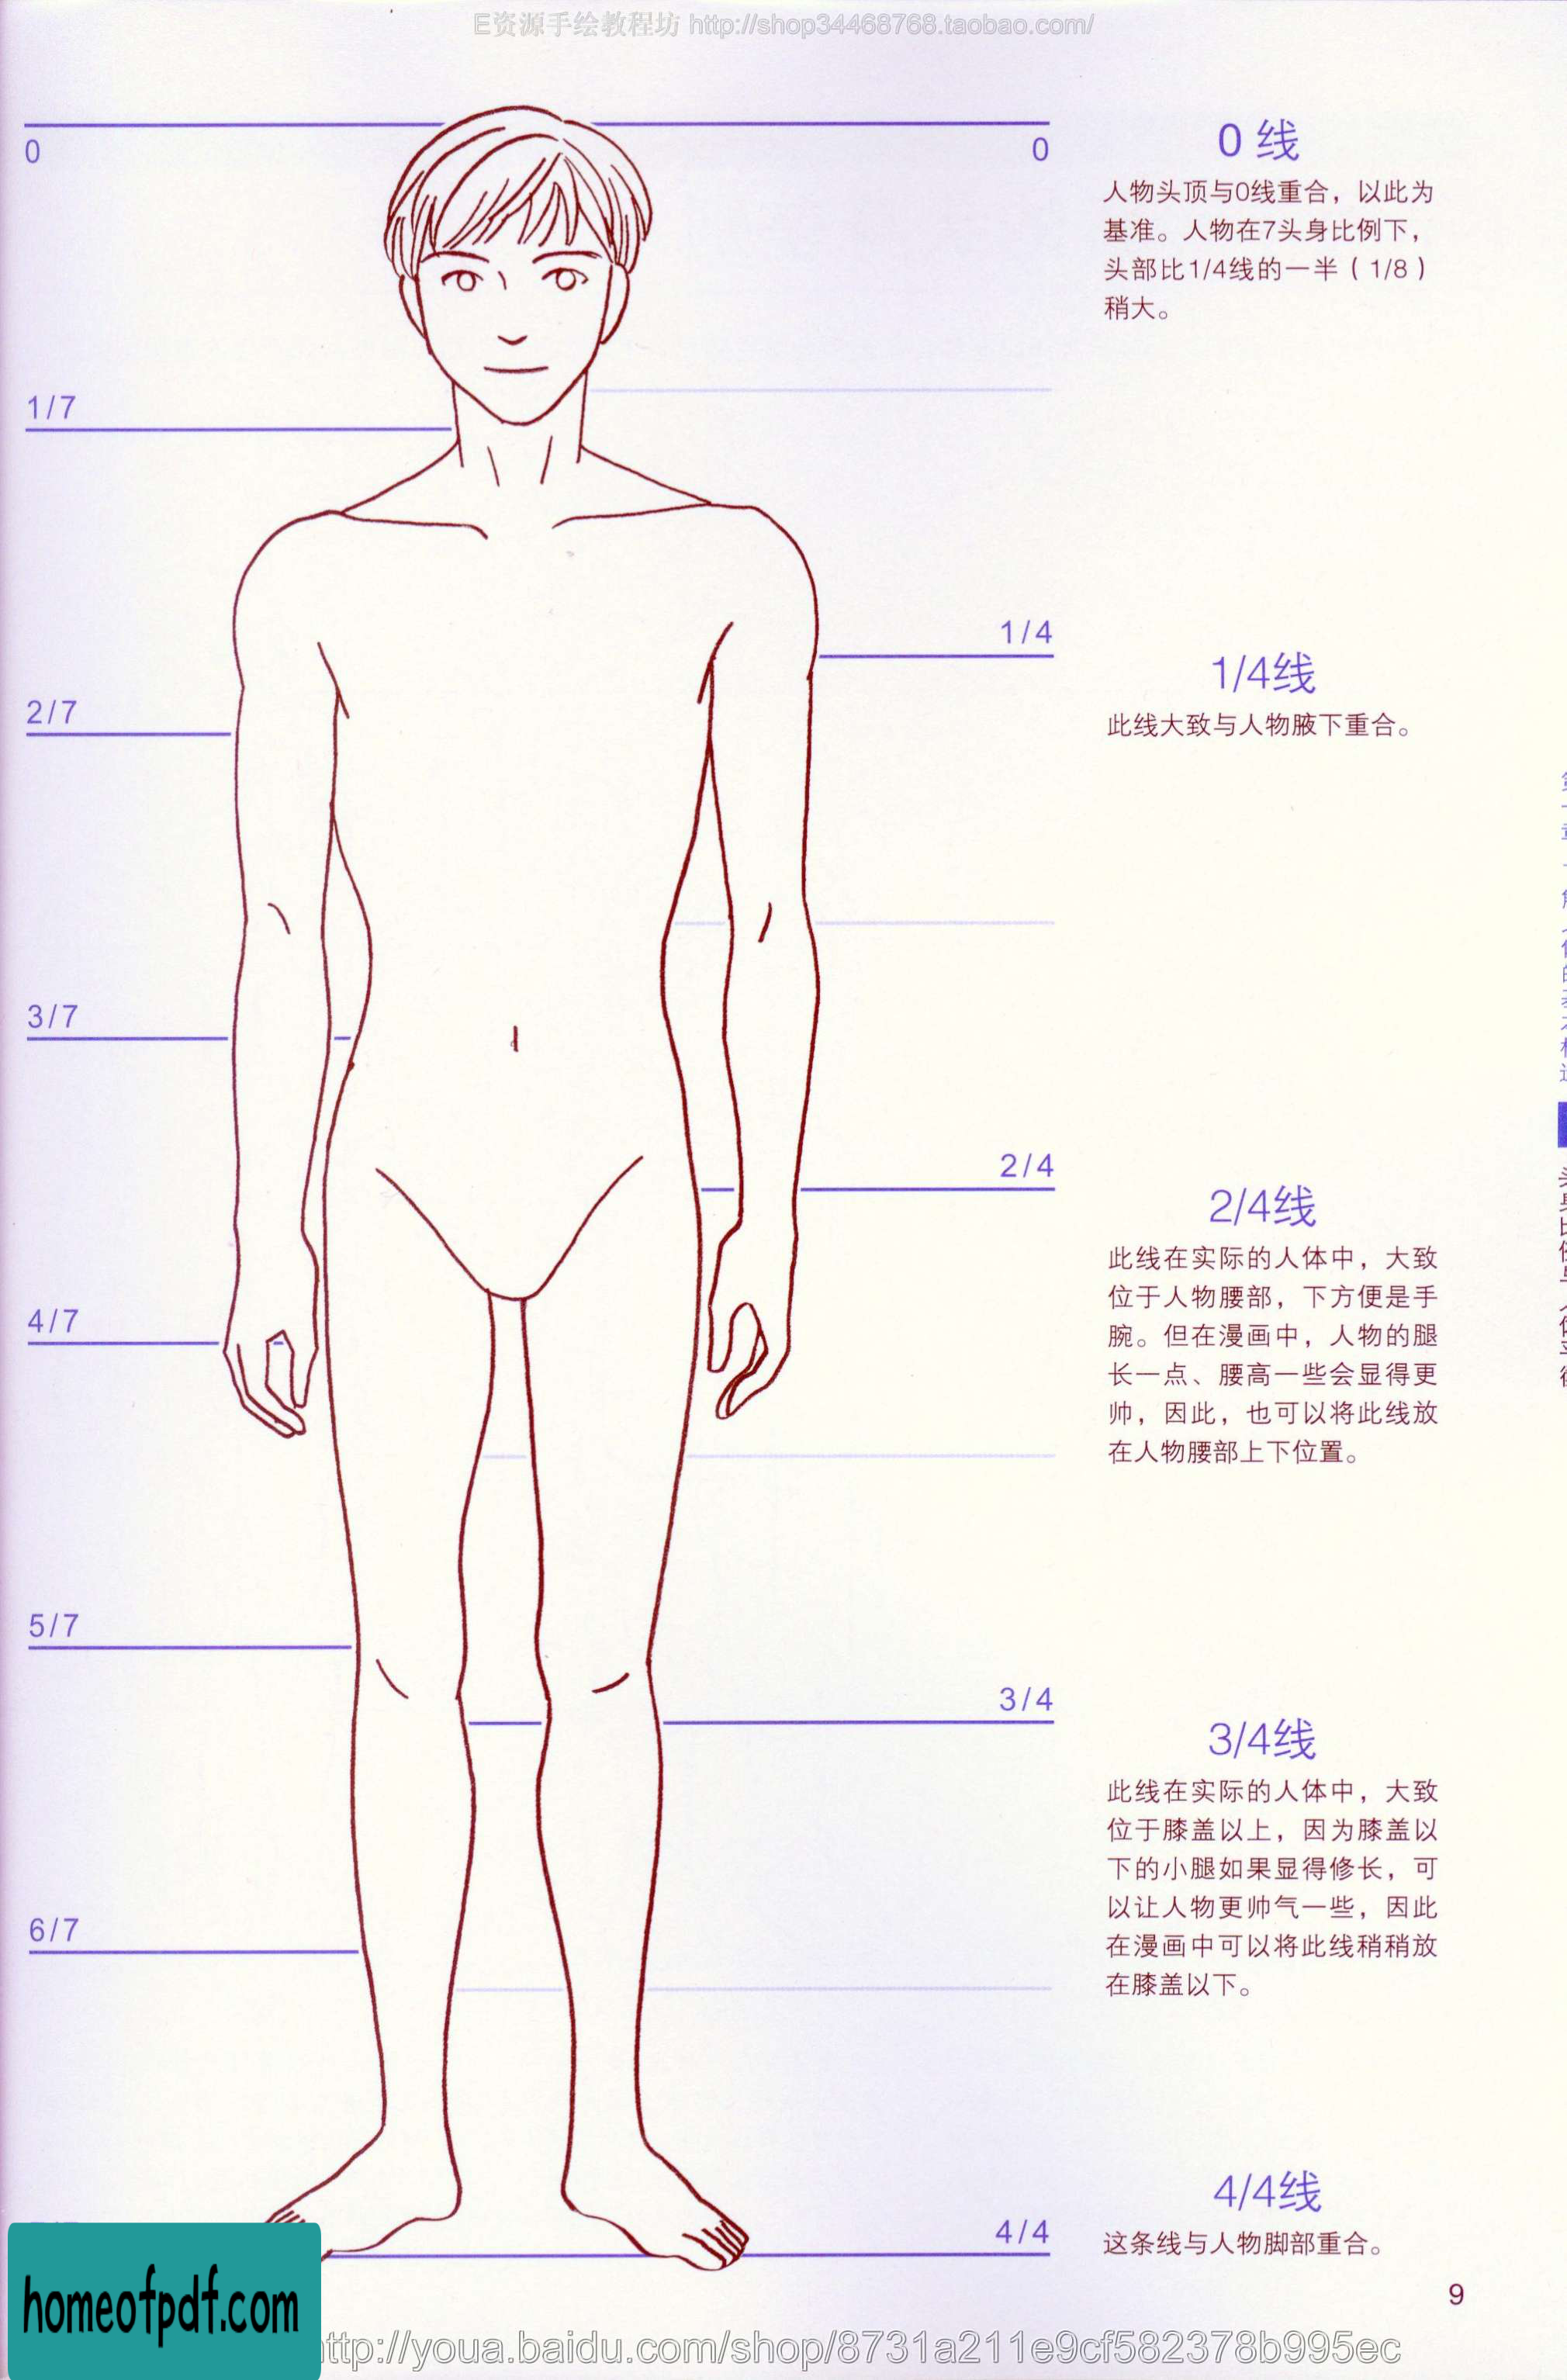 E资源手绘教程坊 http://shop34468768.taobao.com/
0
0
0 线
人物头顶与0线重合，以此为
基准。人物在7头身比例下，
头部比1/4线的一半（1/8）
稍大。
1/7
1/4
1/4线
此线大致与人物腋下重合。
2/7
3/7
2/4
2/4线
此线在实际的人体中，大致
位于人物腰部，下方便是手
腕。但在漫画中，人物的腿
长一点、腰高一些会显得更
帅，因此，也可以将此线放
在人物腰部上下位置。
4/7
5/7
3/4
3/4线
此线在实际的人体中，大致
位于膝盖以上，因为膝盖以
下的小腿如果显得修长，可
以让人物更帅气一些，因此
在漫画中可以将此线稍稍放
在膝盖以下。
6/7
4/4
4/4线
这条线与人物脚部重合。
9
homeofpdf.com
ttp://youa.baidu.com/shop/8731a211e9cf582378b995ec